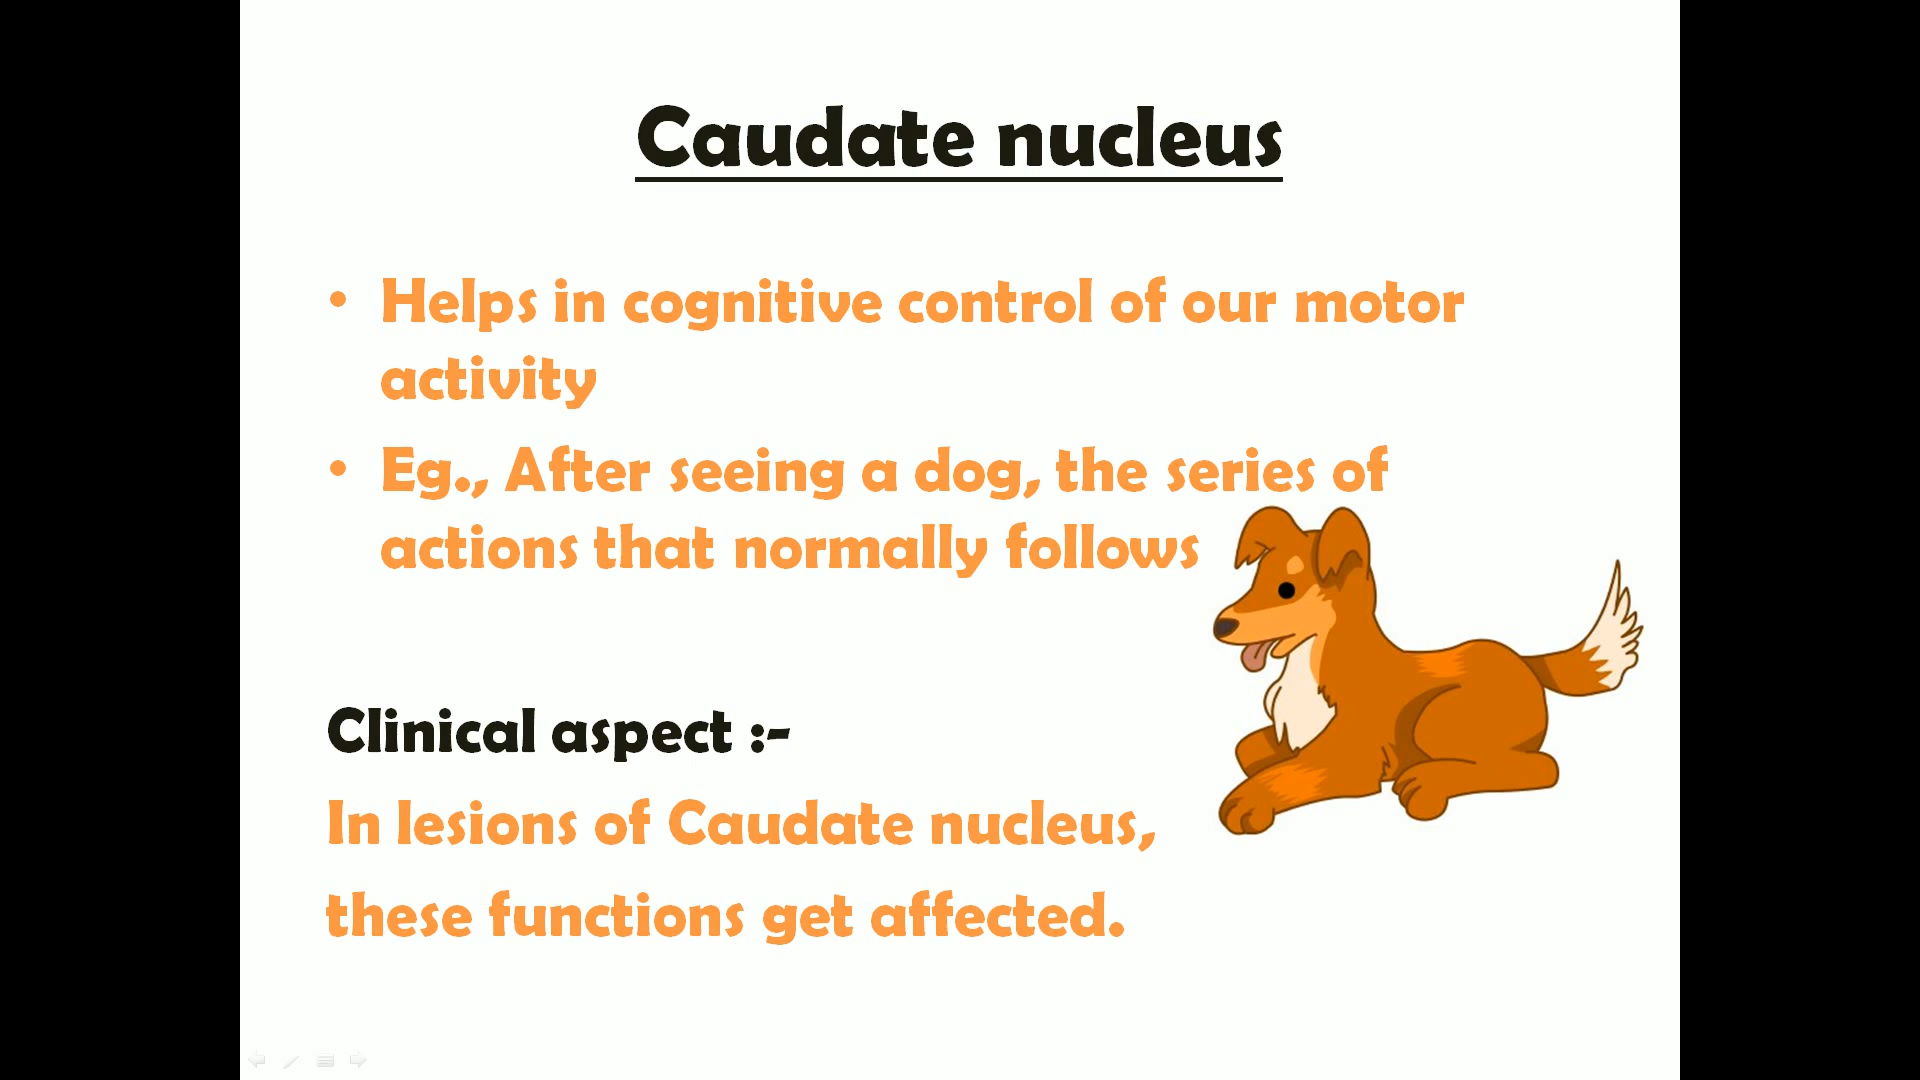 Caudate nucleus
• Helps in cognitive control of our motor
activity
• Eg., After seeing a dog, the series of
actions that normally follows
Clinical aspect :-
In lesions of Caudate nucleus,
these functions get affected.